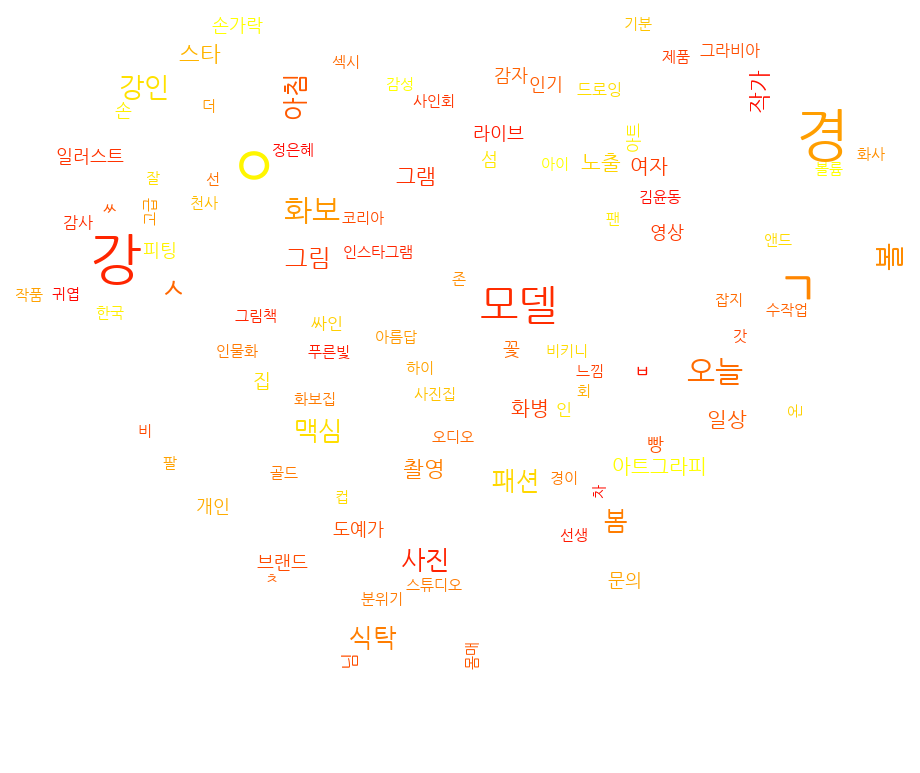 손가락
기분
스타
그라비아
섹시
제품
감자
인기
강인
감성
드로잉
작가
아침
사인회
손
더
라이브
경
뽕
정은혜
일러스트
ㅇ
화사
섬
아이
노출
여자
볼륨
그램
잘
선
김윤동
천사
ㅆ
화보
코리아
팬
감사
영상
앤드
강
피팅
그림
인스타그램
몰
존
ㅅ
ㄱ
작품
귀엽
모델
잡지
한국
그림책
싸인
수작업
아름답
갓
인물화
푸른빛
꽃
비키니
하이
느낌
ㅂ
오늘
집
사진집
회
화보집
화병
인
일상
비
맥심
오디오
빵
팔
골드
촬영
아트그라피
패션
경이
차
컵
개인
도예가
봄
선생
브랜드
사진
ㅊ
스튜디오
문의
분위기
식탁
님
몸매